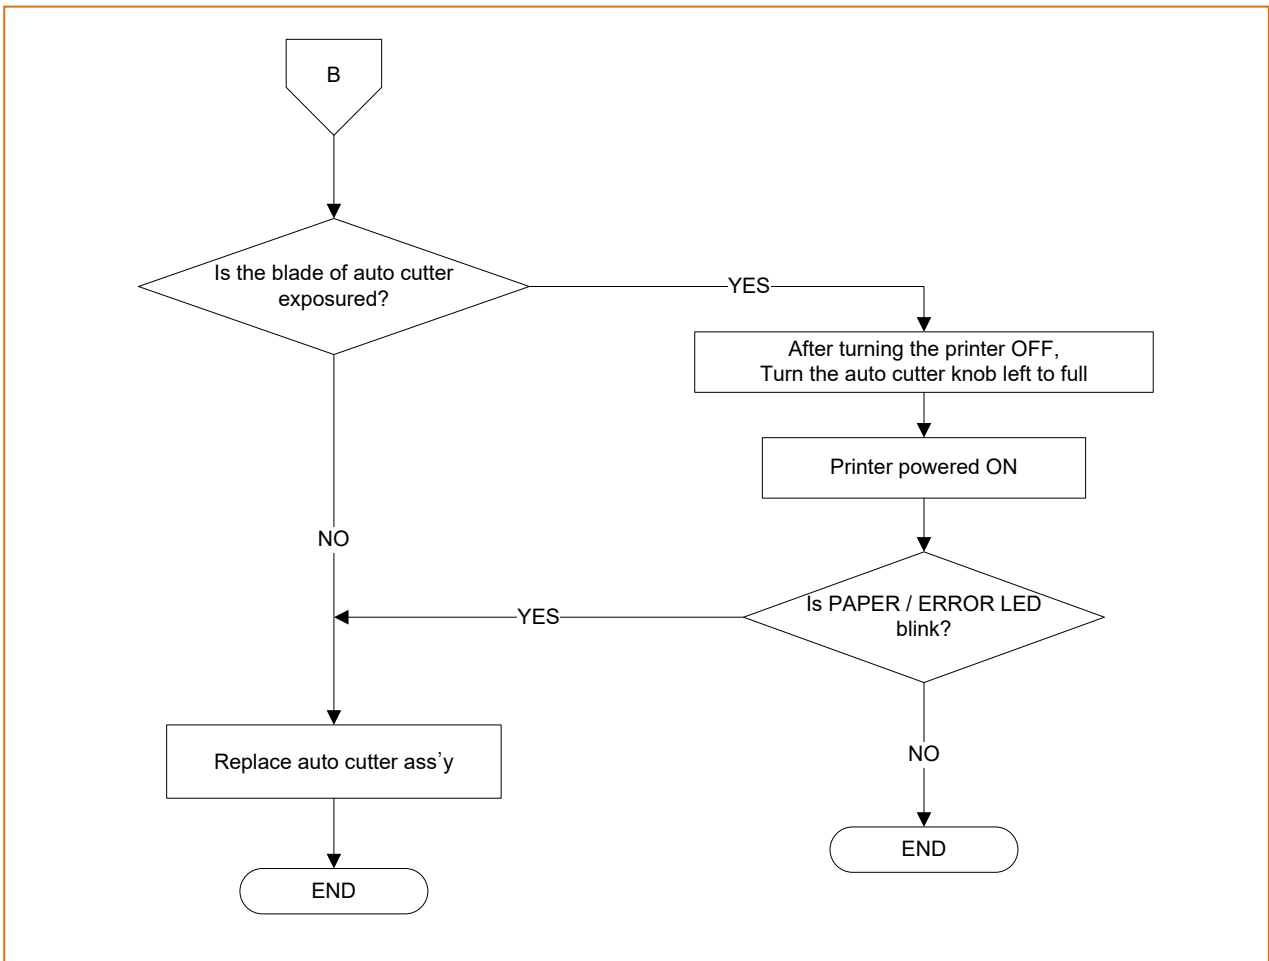 B
Is the blade of auto cutter
exposured?
YES
After turning the printer OFF,
Turn the auto cutter knob left to full
Printer powered ON
NO
YES
Is PAPER / ERROR LED
blink?
Replace auto cutter ass’y
NO
END
END